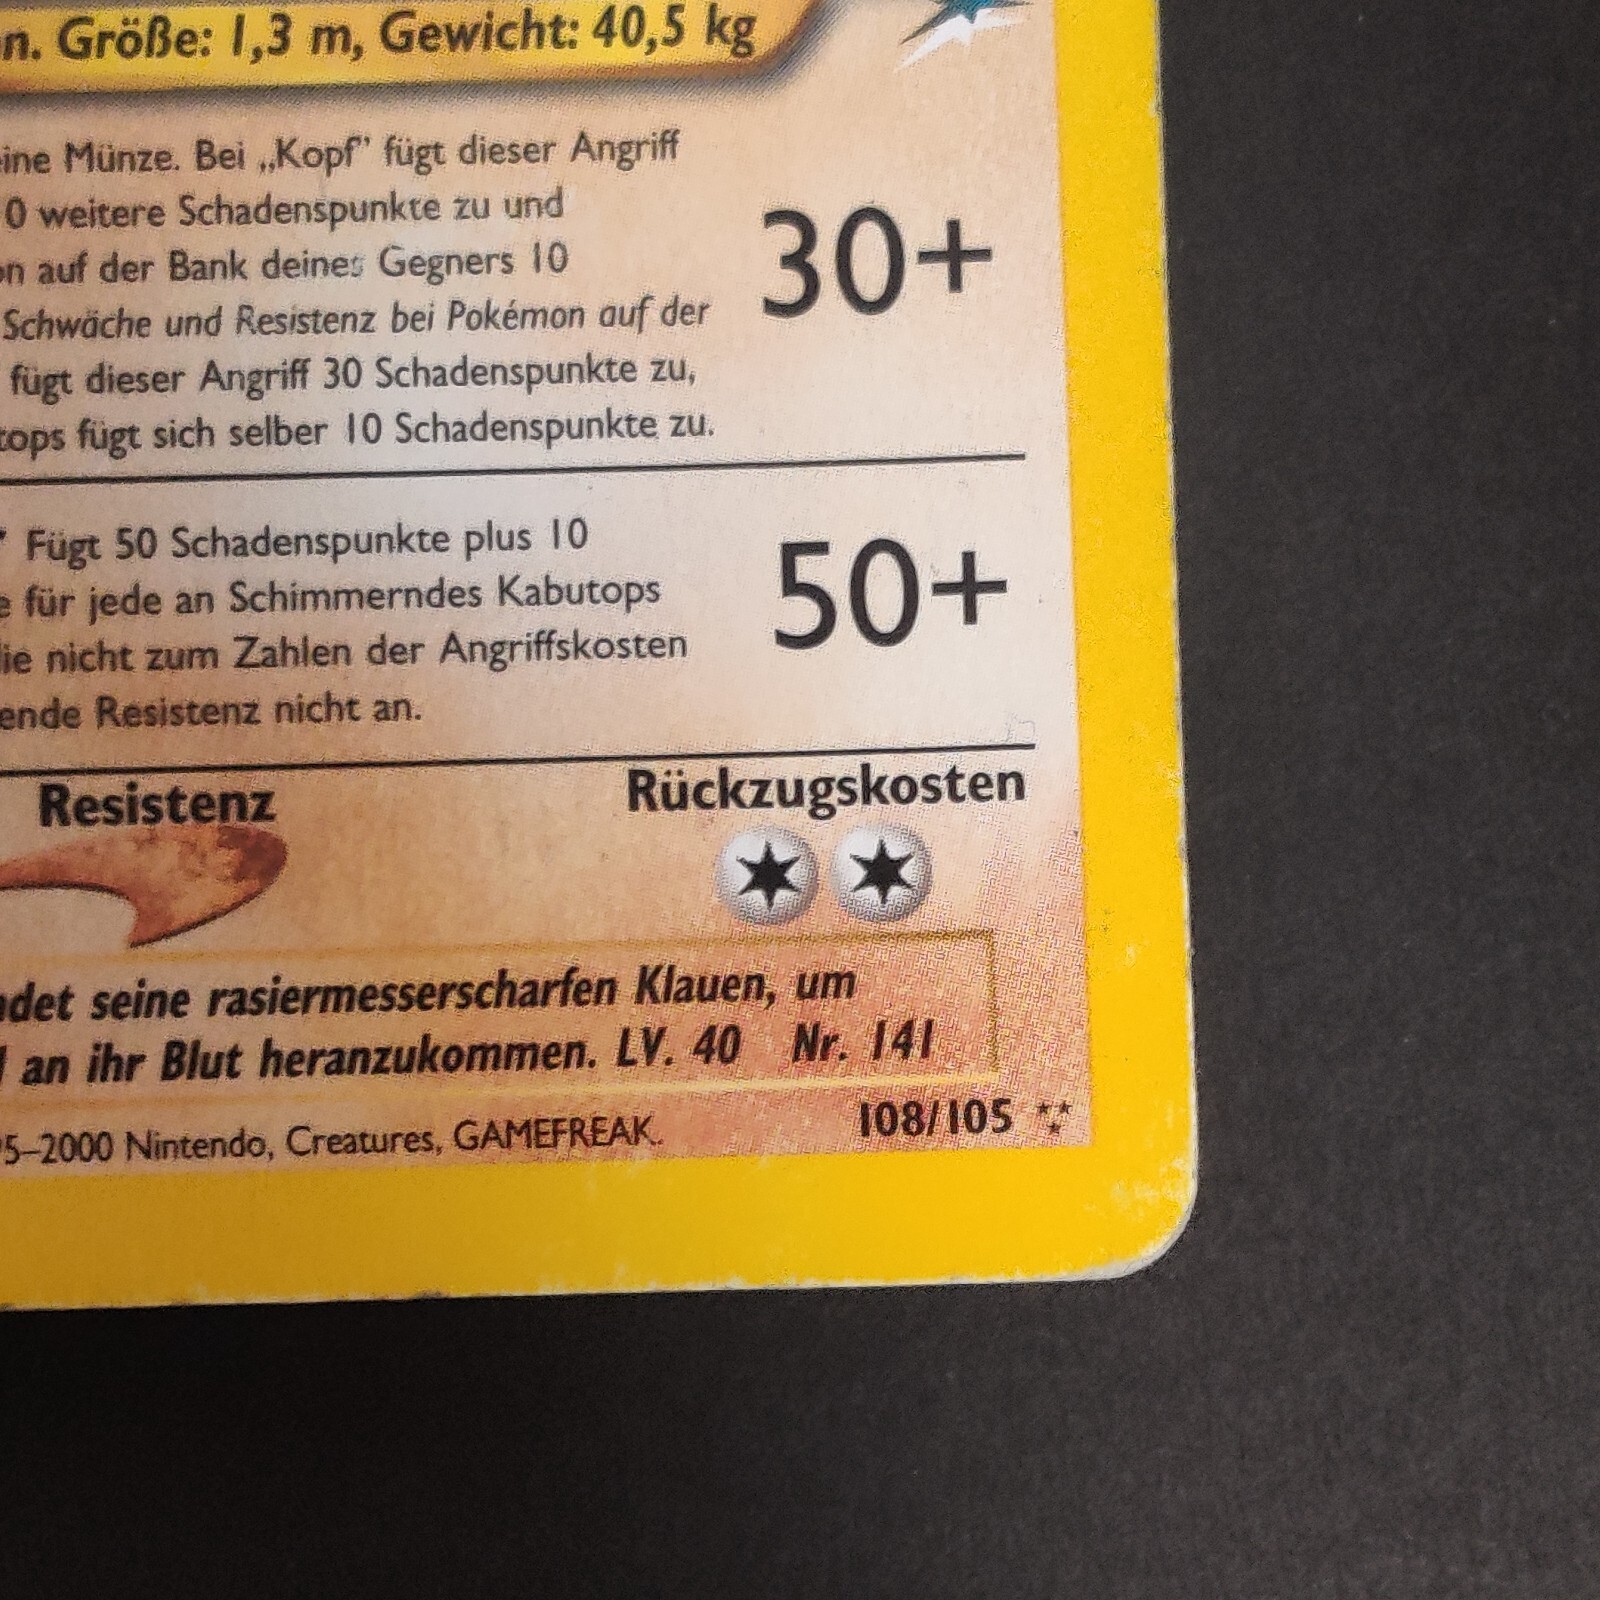 n. Größe: 1,3 m, Gewicht: 40,5 kg
ine Münze. Bei „Kopf” fügt dieser Angriff
0 weitere Schadenspunkte zu und
n auf der Bank deines Gegners 10
Schwäche und Resistenz bei Pokémon auf der
fügt dieser Angriff 30 Schadenspunkte zu,
tops fügt sich selber 10 Schadenspunkte zu.
30+
Fügt 50 Schadenspunkte plus 10
e für jede an Schimmerndes Kabutops
ie nicht zum Zahlen der Angriffskosten
ende Resistenz nicht an.
50+
Resistenz
Rückzugskosten
det seine rasiermesserscharfen Klauen, um
an ihr Blut heranzukommen. LV. 40 Nr. 141
5–2000 Nintendo, Creatures, GAMEFREAK.
108/105